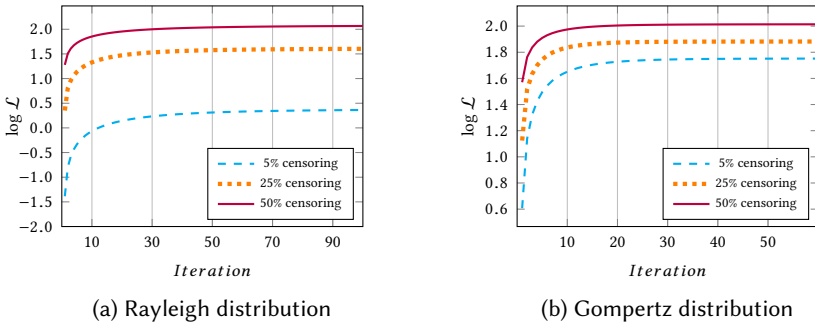 2.0
1.5
1.0
0.5
0.0
−0.5
−1.0
−1.5
−2.0
log ℒ
10
30
50
70
90
Iteration
5% censoring
25% censoring
50% censoring
(a) Rayleigh distribution
2.0
1.8
1.6
1.4
1.2
1.0
0.8
0.6
log ℒ
10
20
30
40
50
Iteration
5% censoring
25% censoring
50% censoring
(b) Gompertz distribution